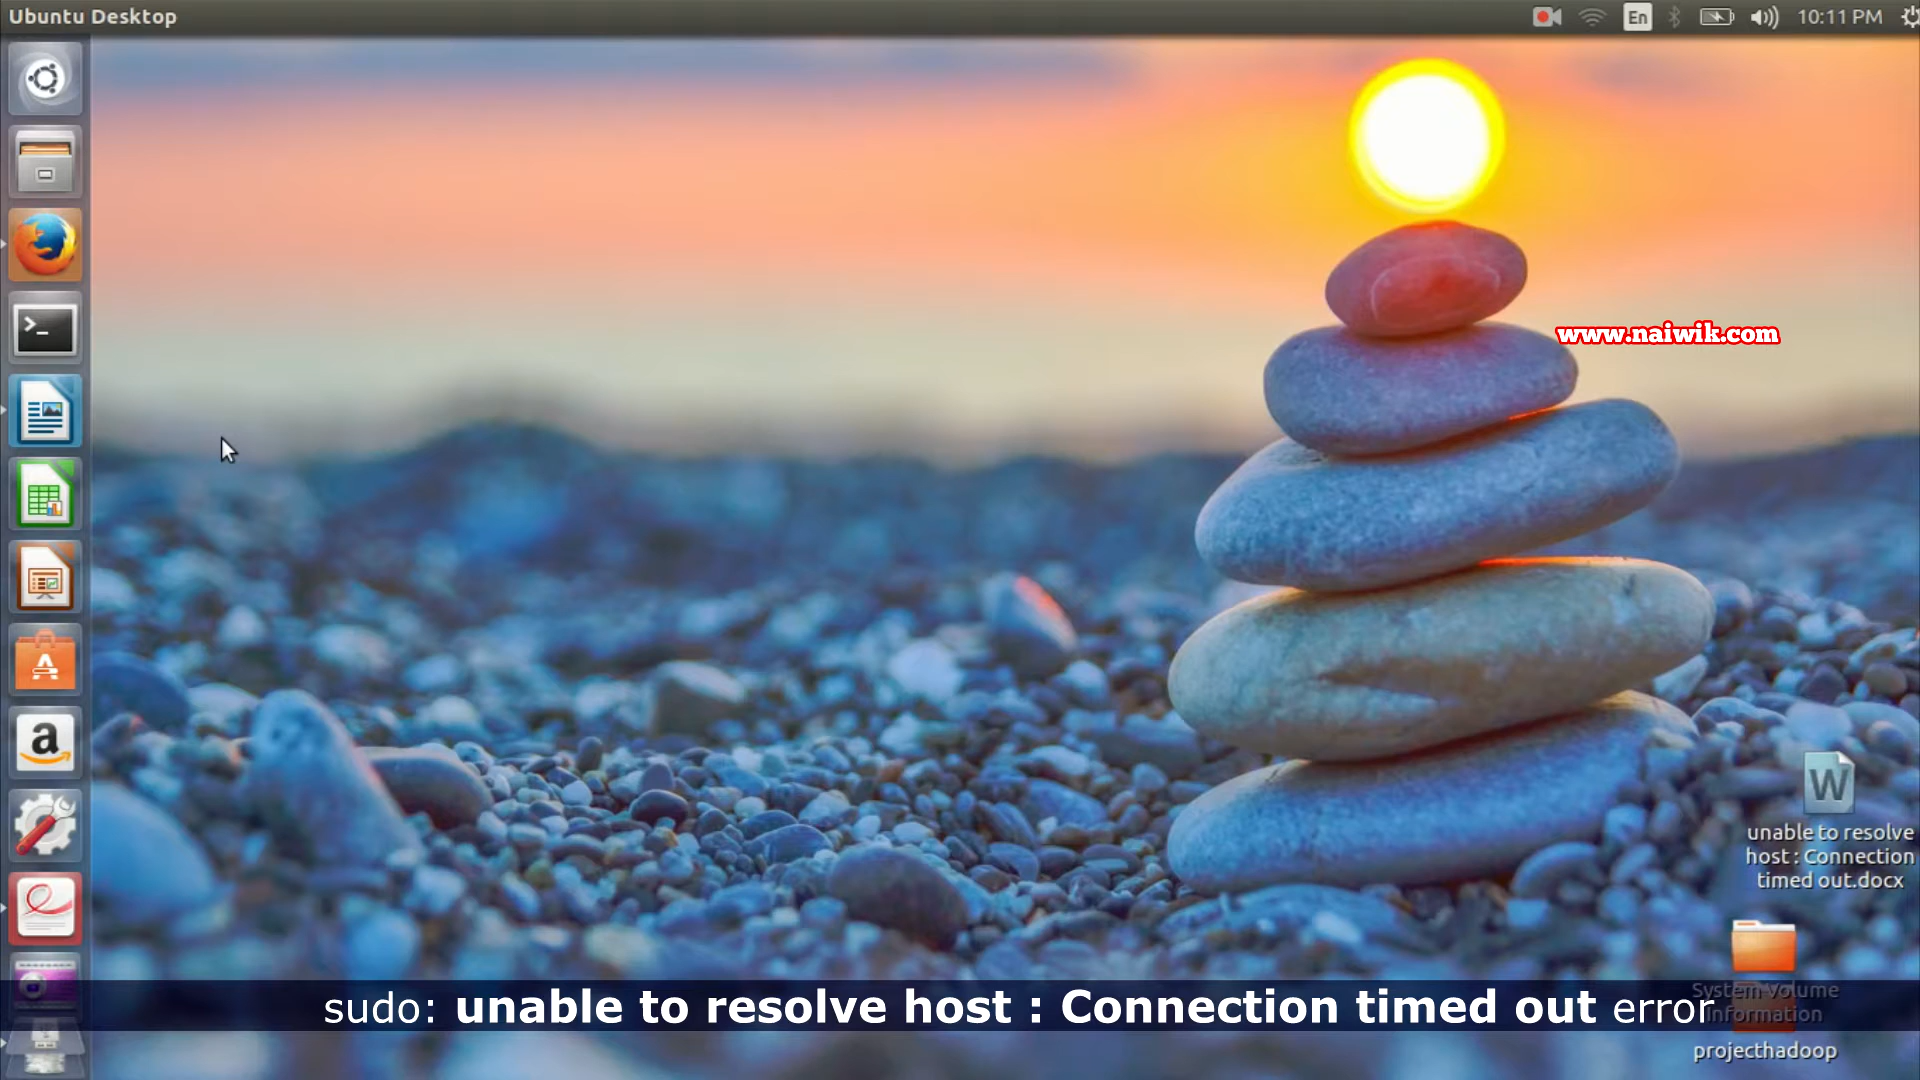 Ubuntu Desktop
En
10:11 PM
>_
www.naiwik.com
A
a
W
unable to resolve
host : Connection
timed out.docx
System Volume
Information
sudo: unable to resolve host : Connection timed out error
projecthadoop